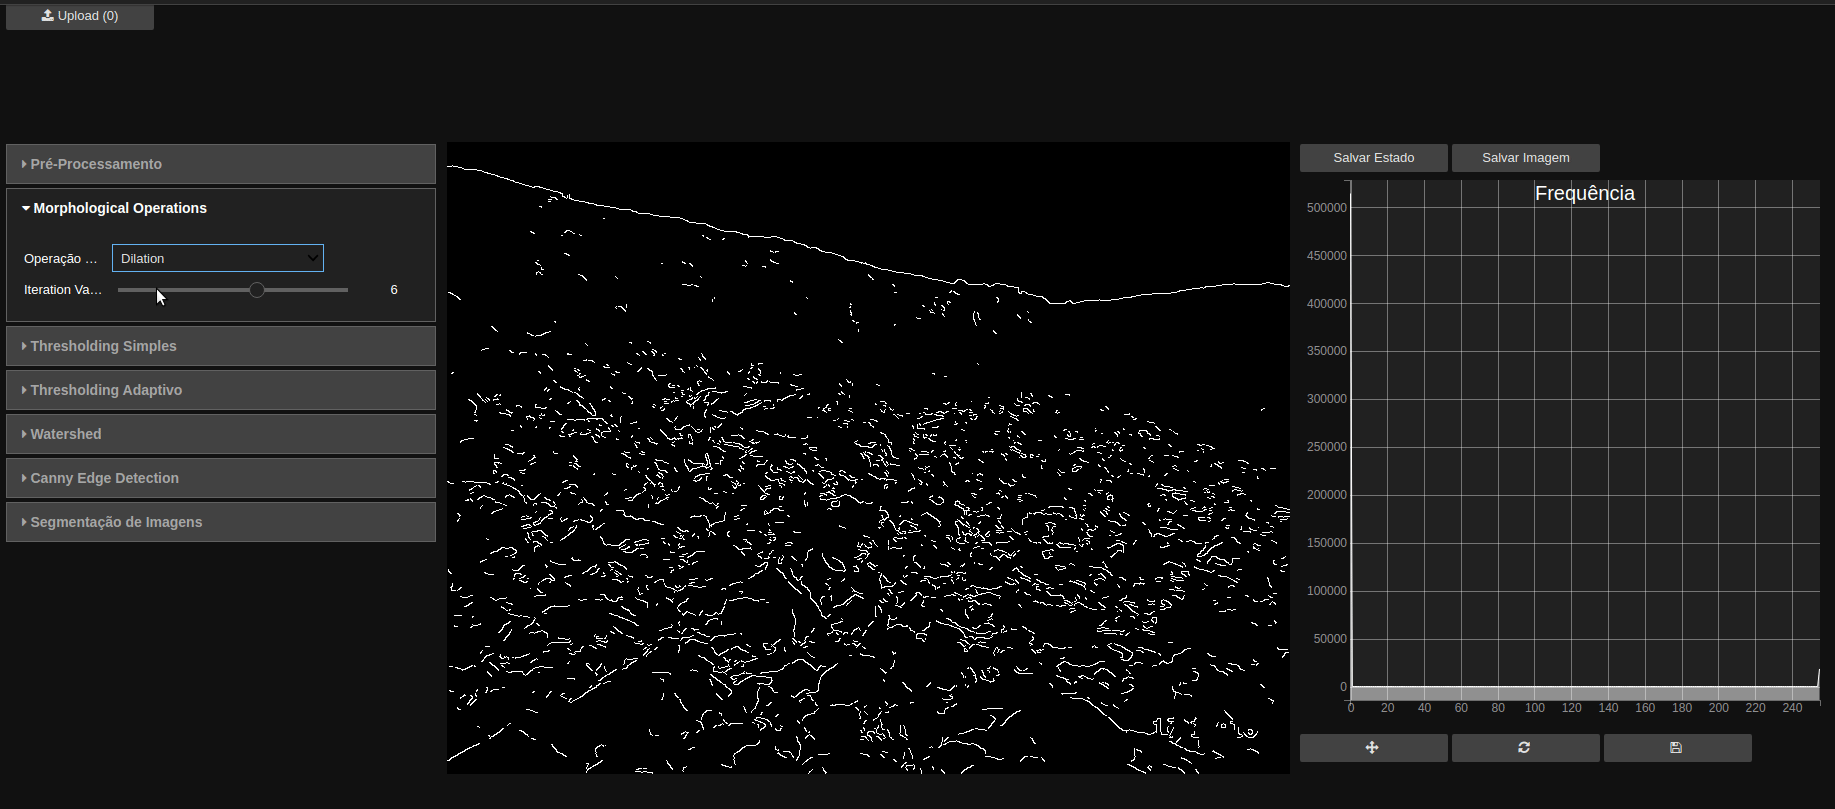 Upload (0)
Pré-Processamento
Morphological Operations
Operação ...
Dilation
Iteration Va...
6
Thresholding Simples
Thresholding Adaptivo
Watershed
Canny Edge Detection
Segmentação de Imagens
Salvar Estado
Salvar Imagem
Frequência
500000
450000
400000
350000
300000
250000
200000
150000
100000
50000
0
0 20 40 60 80 100 120 140 160 180 200 220 240